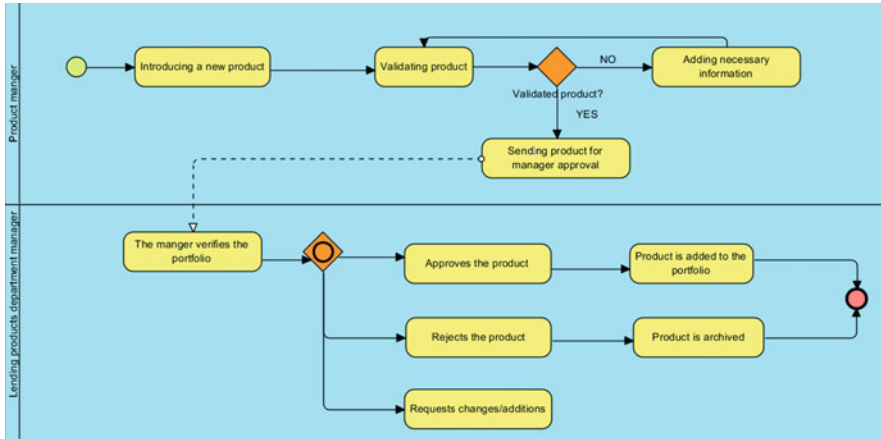 Product manger
Introducing a new product
Validating product
NO
Adding necessary
information
Validated product?
YES
Sending product for
manager approval
Lending products department manager
The manger verifies the
portfolio
Approves the product
Product is added to the
portfolio
Rejects the product
Product is archived
Requests changes/additions